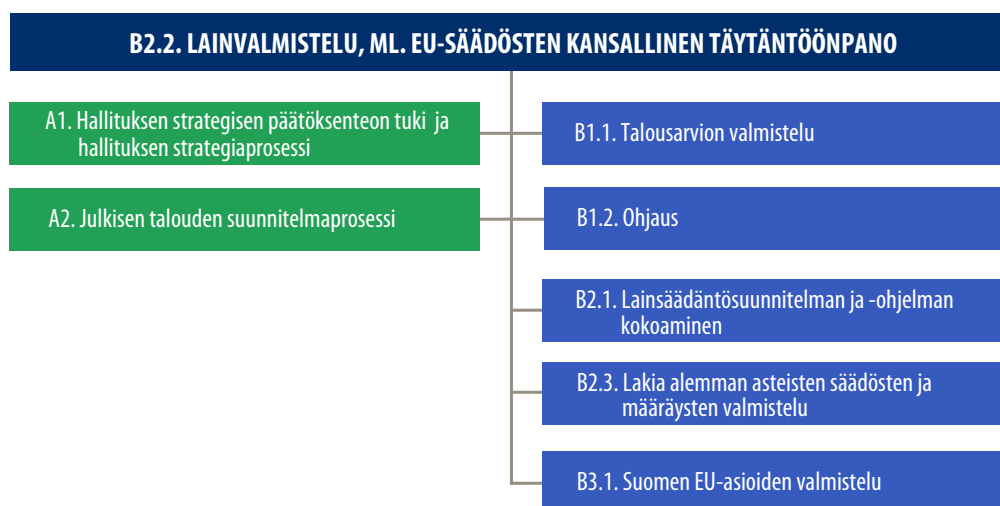 B2.2. LAINVALMISTELU, ML. EU-SÄÄDÖSTEN KANSALLINEN TÄYTÄNTÖÖNPANO
A1. Hallituksen strategisen päätöksenteon tuki ja
hallituksen strategiaprosessi
A2. Julkisen talouden suunnitelmaprosessi
B1.1. Talousarvion valmistelu
B1.2. Ohjaus
B2.1. Lainsäädäntösuunnitelman ja -ohjelman
kokoaminen
B2.3. Lakia alemman asteisten säädösten ja
määräysten valmistelu
B3.1. Suomen EU-asioiden valmistelu